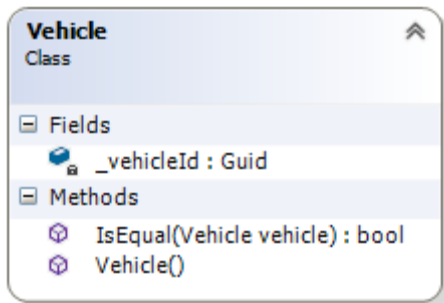 Vehicle
Class
Fields
_vehicleId : Guid
Methods
IsEqual(Vehicle vehicle) : bool
Vehicle()